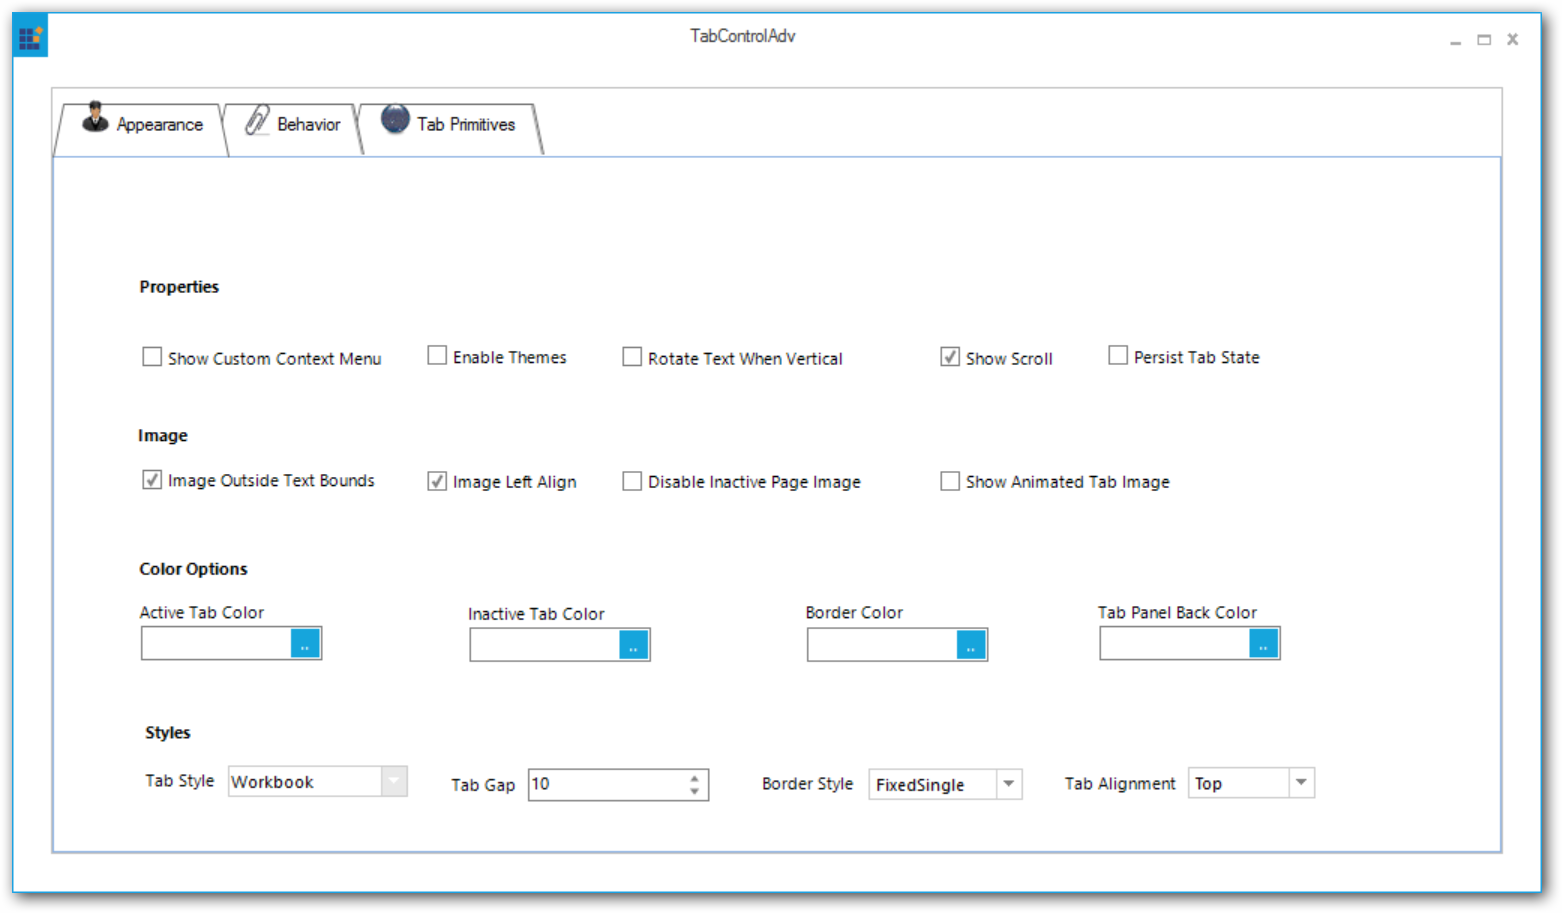 TabControlAdv
Appearance Behavior Tab Primitives
Properties
Show Custom Context Menu Enable Themes Rotate Text When Vertical Show Scroll Persist Tab State
Image
Image Outside Text Bounds Image Left Align Disable Inactive Page Image Show Animated Tab Image
Color Options
Active Tab Color Inactive Tab Color Border Color Tab Panel Back Color
.. .. .. ..
Styles
Tab Style Workbook Tab Gap 10 Border Style FixedSingle Tab Alignment Top